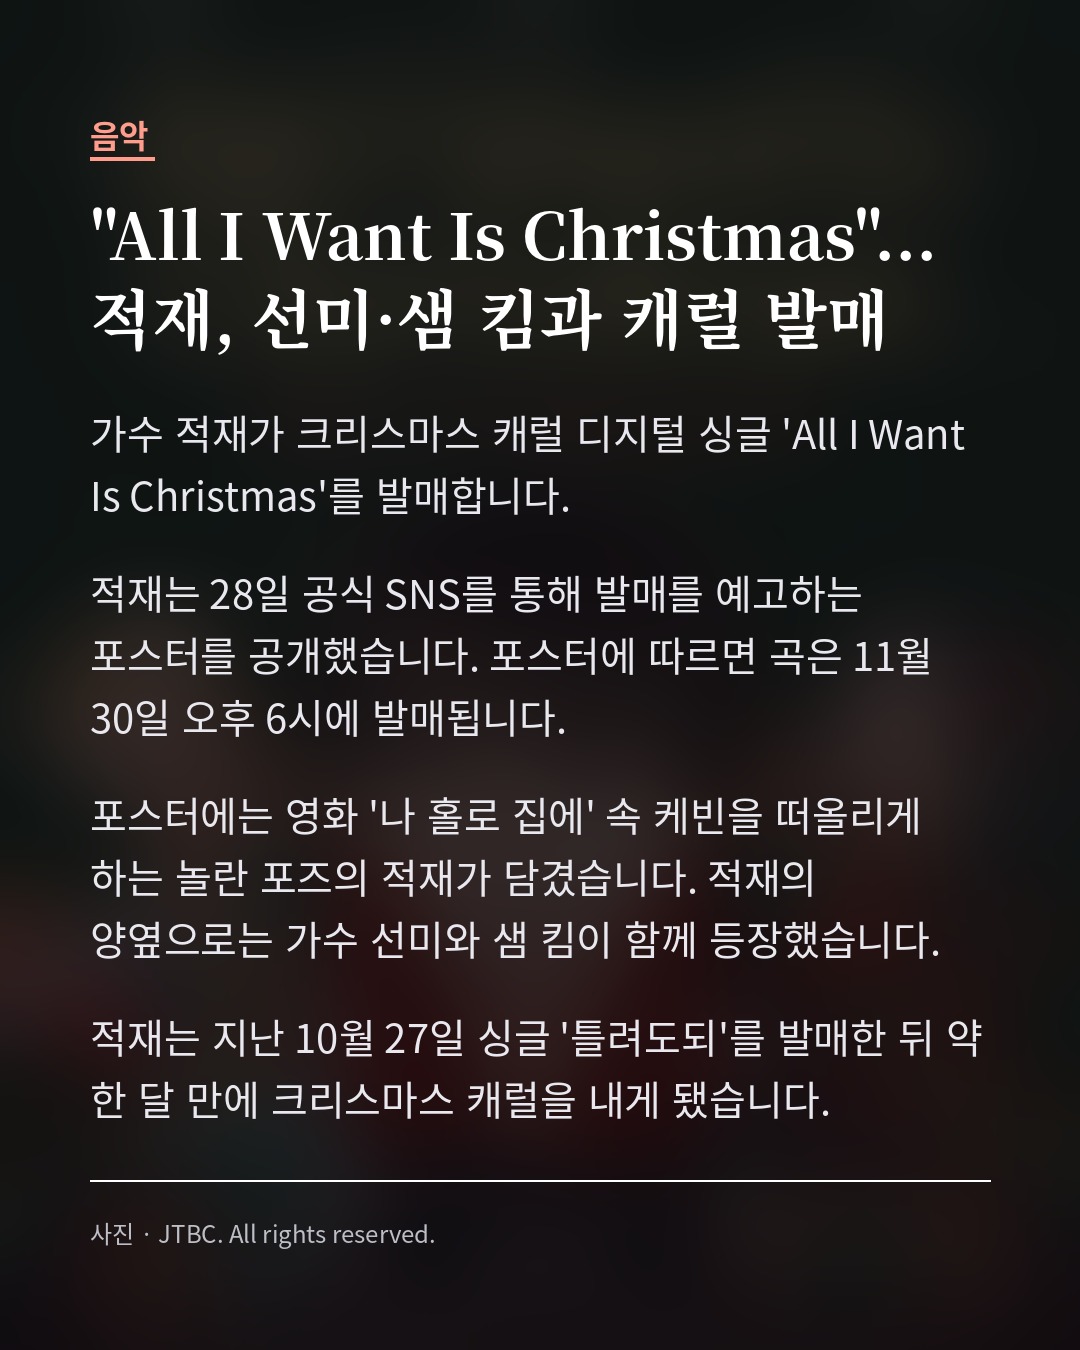 음악
"All I Want Is Christmas"...
적재, 선미·샘 킴과 캐럴 발매
가수 적재가 크리스마스 캐럴 디지털 싱글 'All I Want
Is Christmas'를 발매합니다.
적재는 28일 공식 SNS를 통해 발매를 예고하는
포스터를 공개했습니다. 포스터에 따르면 곡은 11월
30일 오후 6시에 발매됩니다.
포스터에는 영화 '나 홀로 집에' 속 케빈을 떠올리게
하는 놀란 포즈의 적재가 담겼습니다. 적재의
양옆으로는 가수 선미와 샘 킴이 함께 등장했습니다.
적재는 지난 10월 27일 싱글 '틀려도되'를 발매한 뒤 약
한 달 만에 크리스마스 캐럴을 내게 됐습니다.
사진 · JTBC. All rights reserved.